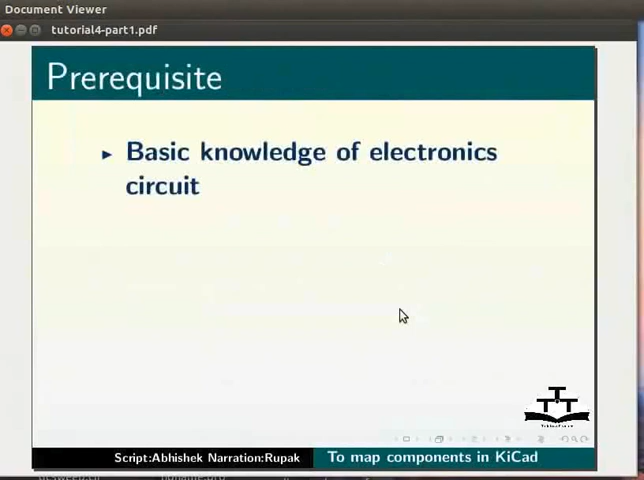 Document Viewer
tutorial4-part1.pdf
Prerequisite
Basic knowledge of electronics
circuit
Script:Abhishek Narration:Rupak
To map components in KiCad